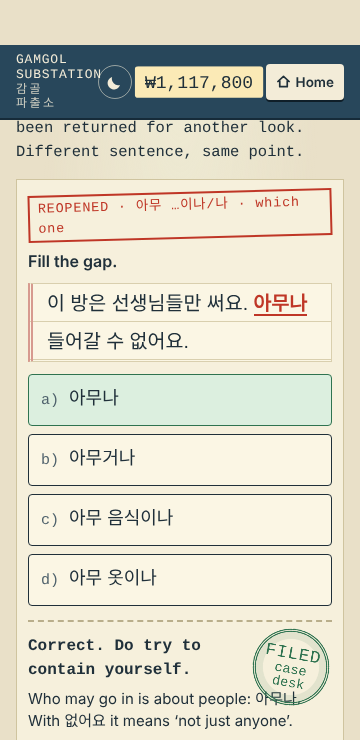 GAMGOL
SUBSTATION
감골
파출소
₩1,117,800
Home
been returned for another look.
Different sentence, same point.
REOPENED · 아무 …이나/나 · which
one
Fill the gap.
이 방은 선생님들만 써요. 아무나
들어갈 수 없어요.
a) 아무나
b) 아무거나
c) 아무 음식이나
d) 아무 옷이나
Correct. Do try to
contain yourself.
FILED
case
desk
Who may go in is about people: 아무나.
With 없어요 it means ‘not just anyone’.